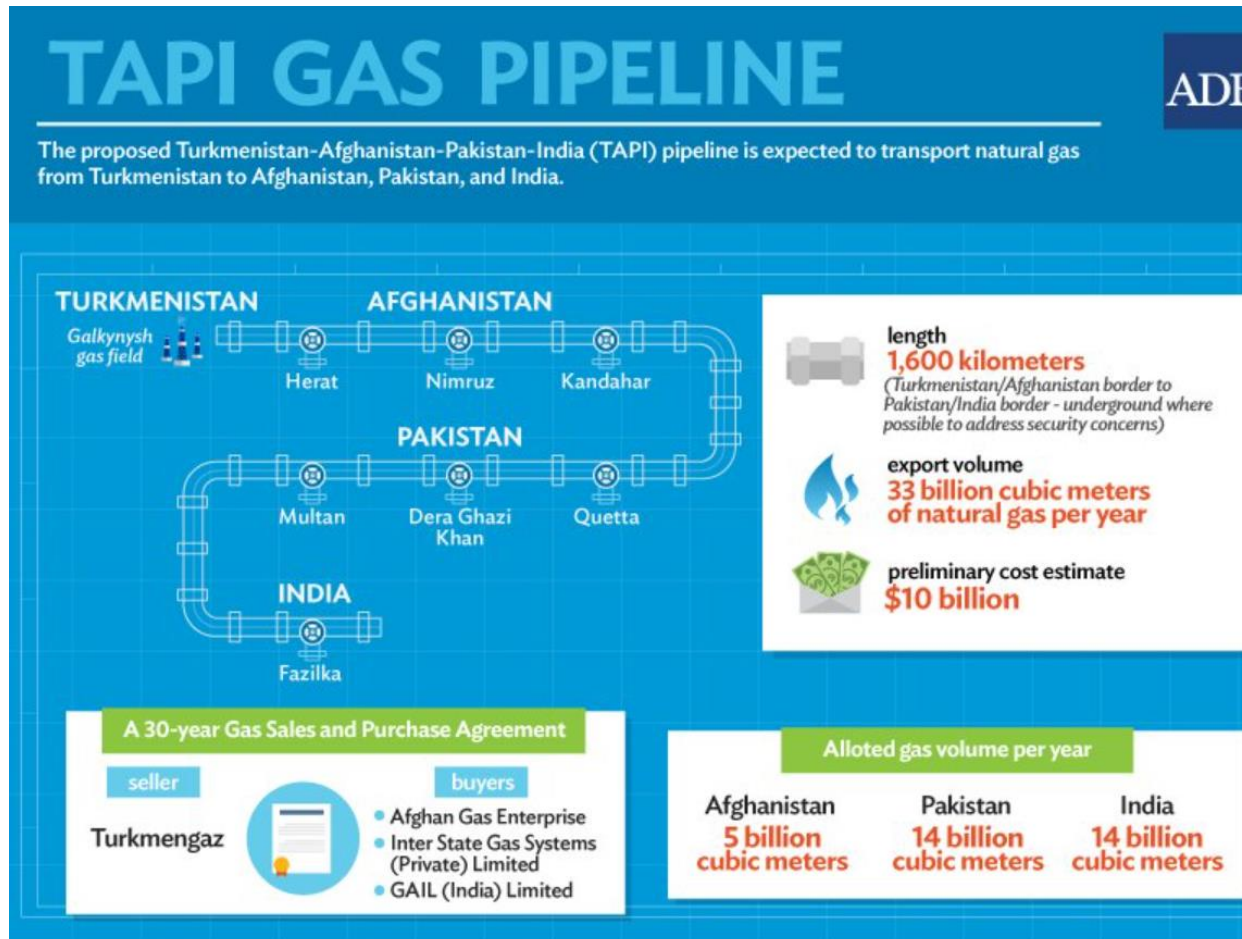 TAPI GAS PIPELINE
The proposed Turkmenistan-Afghanistan-Pakistan-India (TAPI) pipeline is expected to transport natural gas
from Turkmenistan to Afghanistan, Pakistan, and India.
TURKMENISTAN
Galkynysh
gas field
AFGHANISTAN
Herat
Nimruz
Kandahar
PAKISTAN
Multan
Dera Ghazi
Khan
Quetta
INDIA
Fazilka
length
1,600 kilometers
(Turkmenistan/Afghanistan border to
Pakistan/India border - underground where
possible to address security concerns)
export volume
33 billion cubic meters
of natural gas per year
preliminary cost estimate
$10 billion
A 30-year Gas Sales and Purchase Agreement
seller
Turkmengaz
buyers
• Afghan Gas Enterprise
• Inter State Gas Systems
(Private) Limited
• GAIL (India) Limited
Alloted gas volume per year
Afghanistan
5 billion
cubic meters
Pakistan
14 billion
cubic meters
India
14 billion
cubic meters